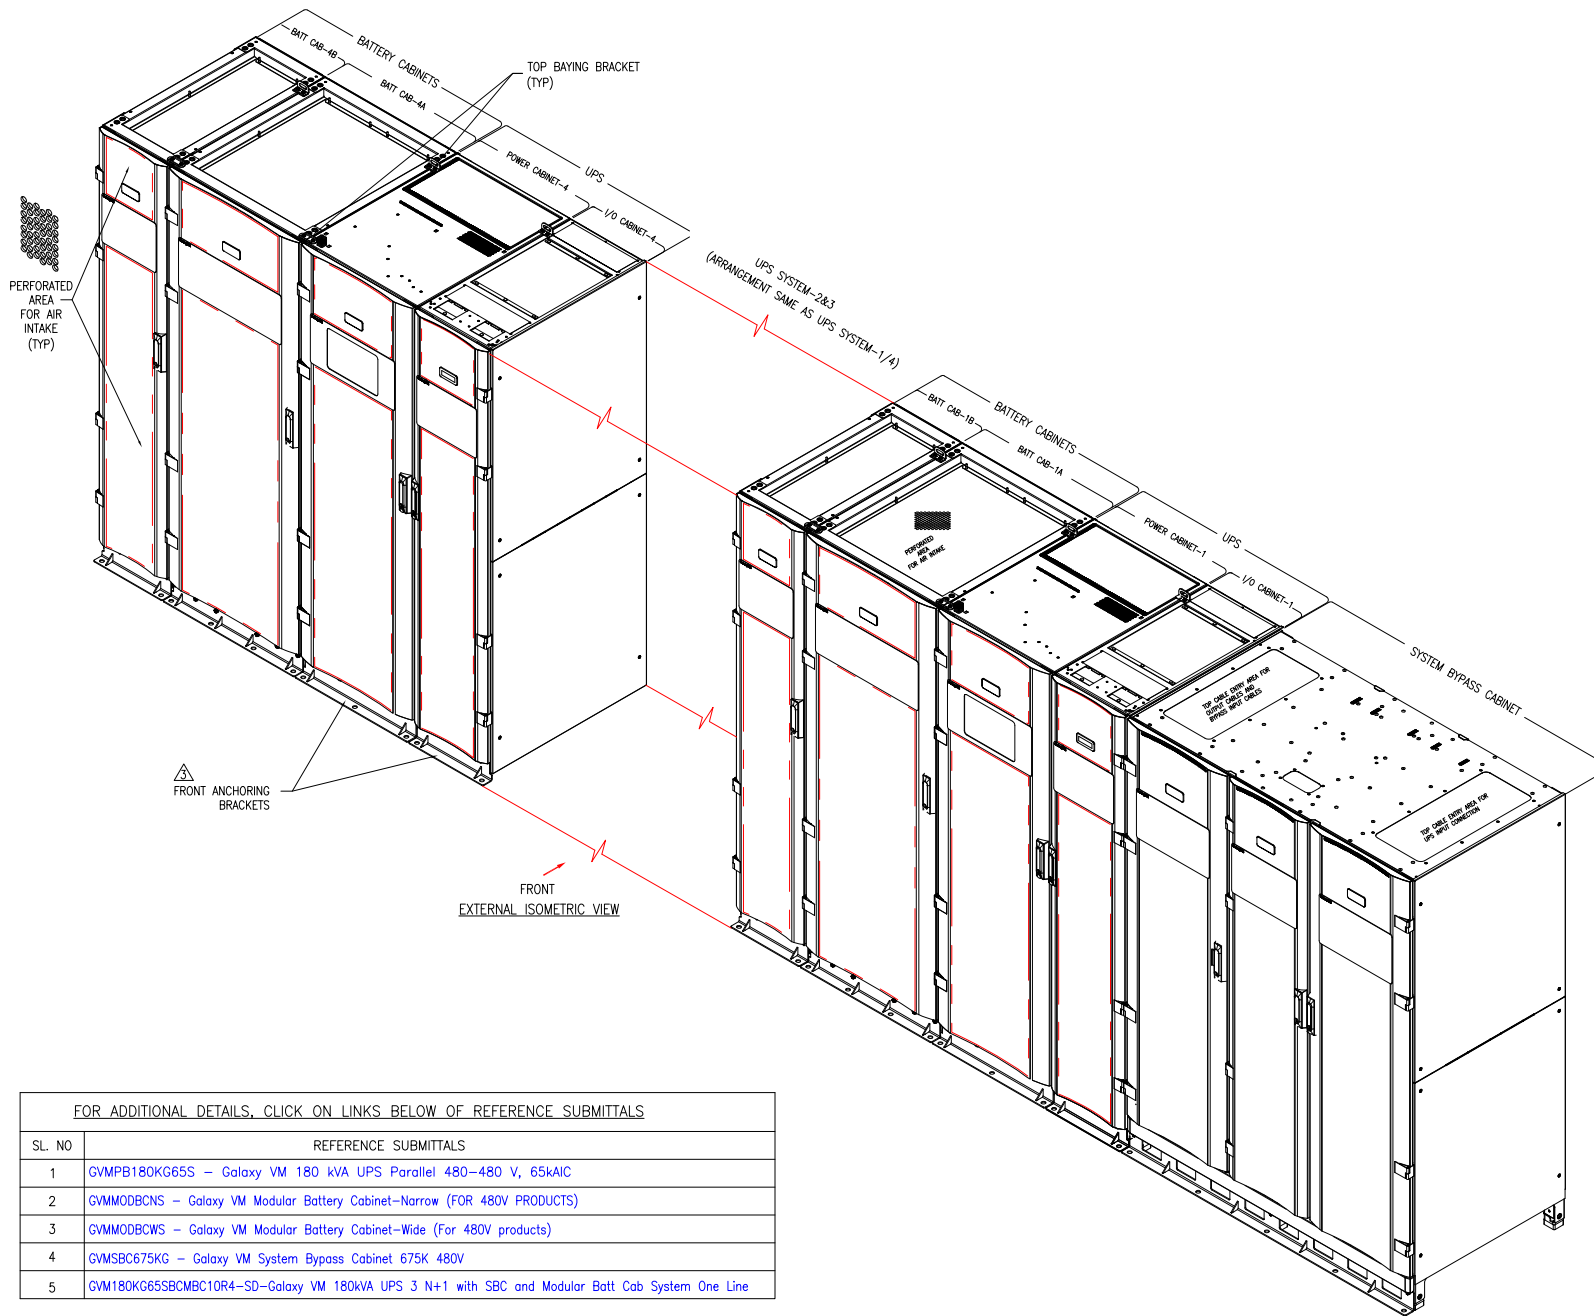 BATTERY CABINETS
BATT CAB-4B
BATT CAB-4A
TOP BAYING BRACKET
(TYP)
UPS
POWER CABINET-4
I/O CABINET-4
PERFORATED
AREA
FOR AIR
INTAKE
(TYP)
UPS SYSTEM-2&3
(ARRANGEMENT SAME AS UPS SYSTEM-1/4)
BATTERY CABINETS
BATT CAB-1B
BATT CAB-1A
UPS
POWER CABINET-1
I/O CABINET-1
PERFORATED
AREA
FOR AIR INTAKE
SYSTEM BYPASS CABINET
TOP CABLE ENTRY AREA FOR
OUTPUT CABLES AND
BYPASS INPUT CABLES
TOP CABLE ENTRY AREA FOR
UPS INPUT CONNECTION
3
FRONT ANCHORING
BRACKETS
FRONT
EXTERNAL ISOMETRIC VIEW
FOR ADDITIONAL DETAILS, CLICK ON LINKS BELOW OF REFERENCE SUBMITTALS
SL. NO REFERENCE SUBMITTALS
1 GVMPB180KG65S - Galaxy VM 180 kVA UPS Parallel 480-480 V, 65kAIC
2 GVMMODBCNS - Galaxy VM Modular Battery Cabinet-Narrow (FOR 480V PRODUCTS)
3 GVMMODBCWS - Galaxy VM Modular Battery Cabinet-Wide (For 480V products)
4 GVMSBC675KG - Galaxy VM System Bypass Cabinet 675K 480V
5 GVM180KG65SBCMBC10R4-SD-Galaxy VM 180kVA UPS 3 N+1 with SBC and Modular Batt Cab System One Line